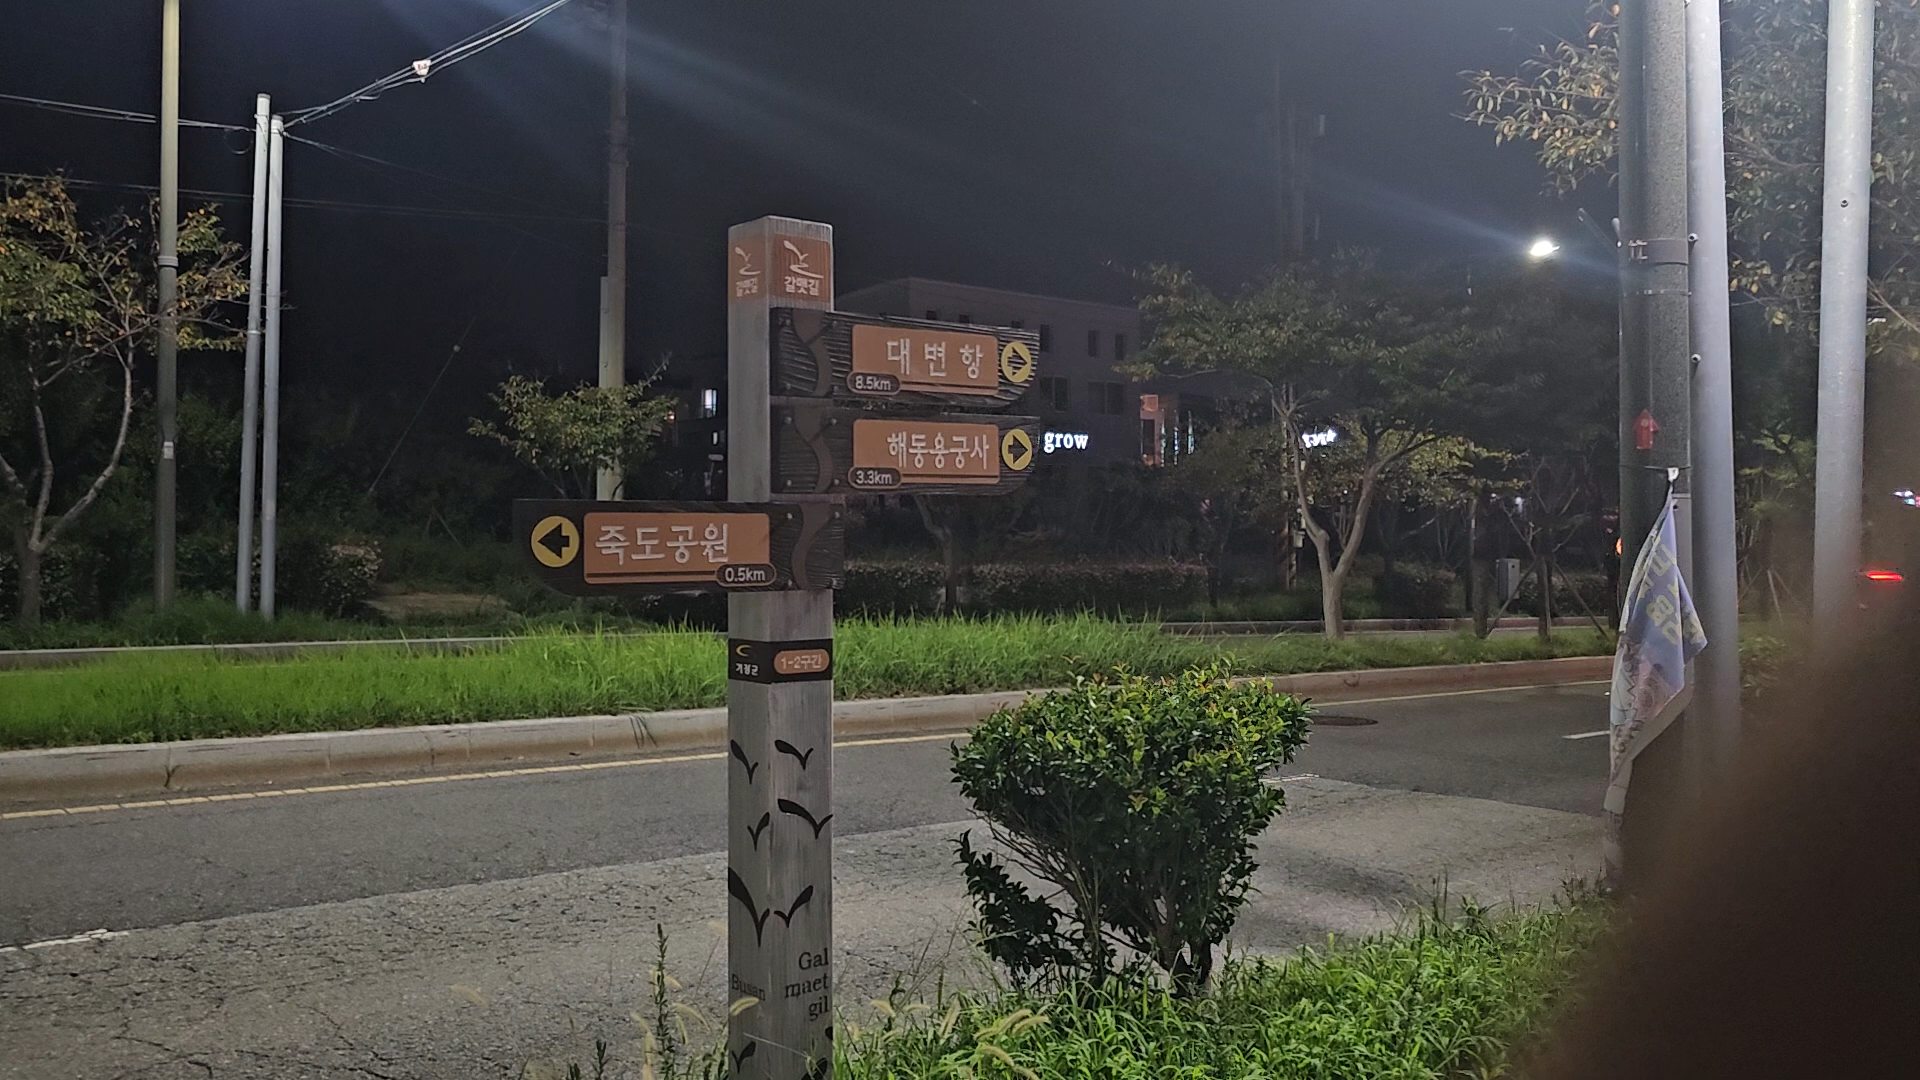 갈맷길
갈맷길
대변항
8.5km
해동용궁사
3.3km
grow
죽도공원
0.5km
기장군
1-2구간
Busan
Gal
maet
gil